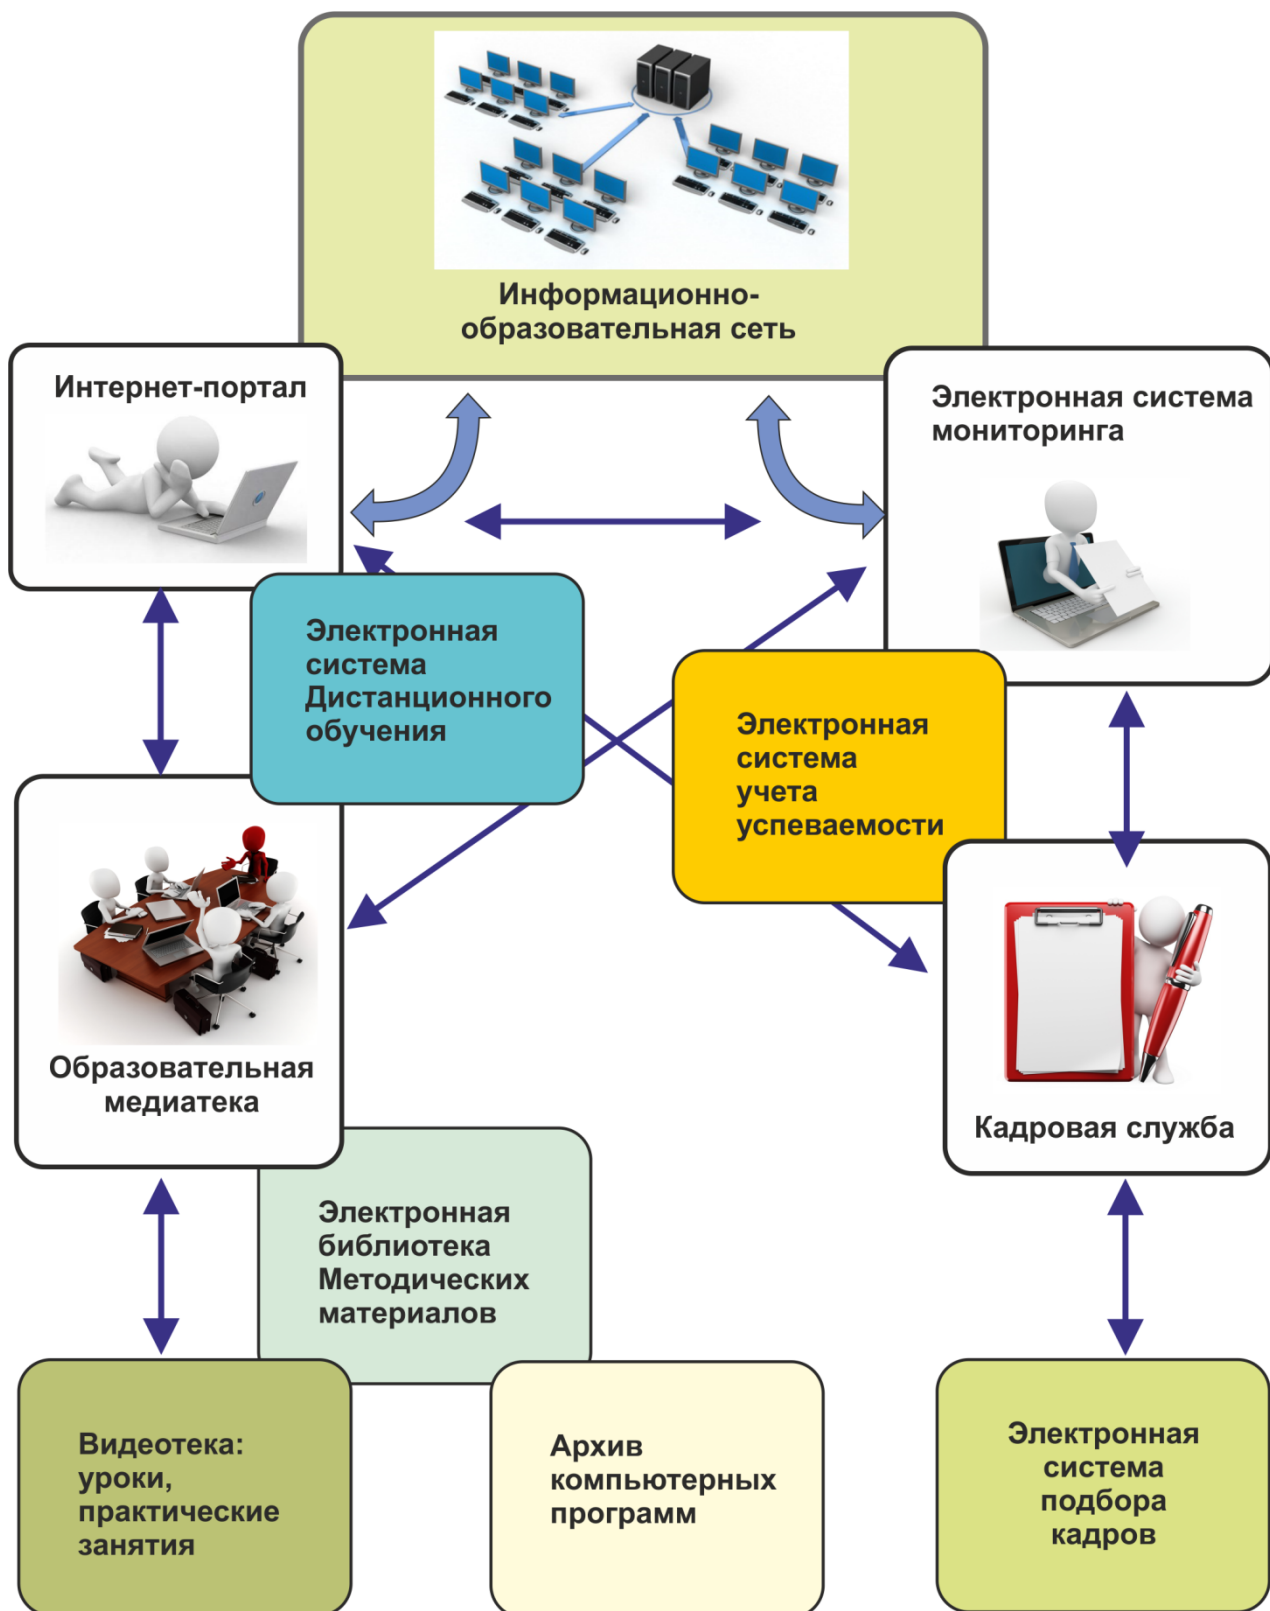 Информационно-
образовательная сеть
Интернет-портал
Электронная система
мониторинга
Электронная
система
Дистанционного
обучения
Электронная
система
учета
успеваемости
Образовательная
медиатека
Кадровая служба
Электронная
библиотека
Методических
материалов
Видеотека:
уроки,
практические
занятия
Архив
компьютерных
программ
Электронная
система
подбора
кадров